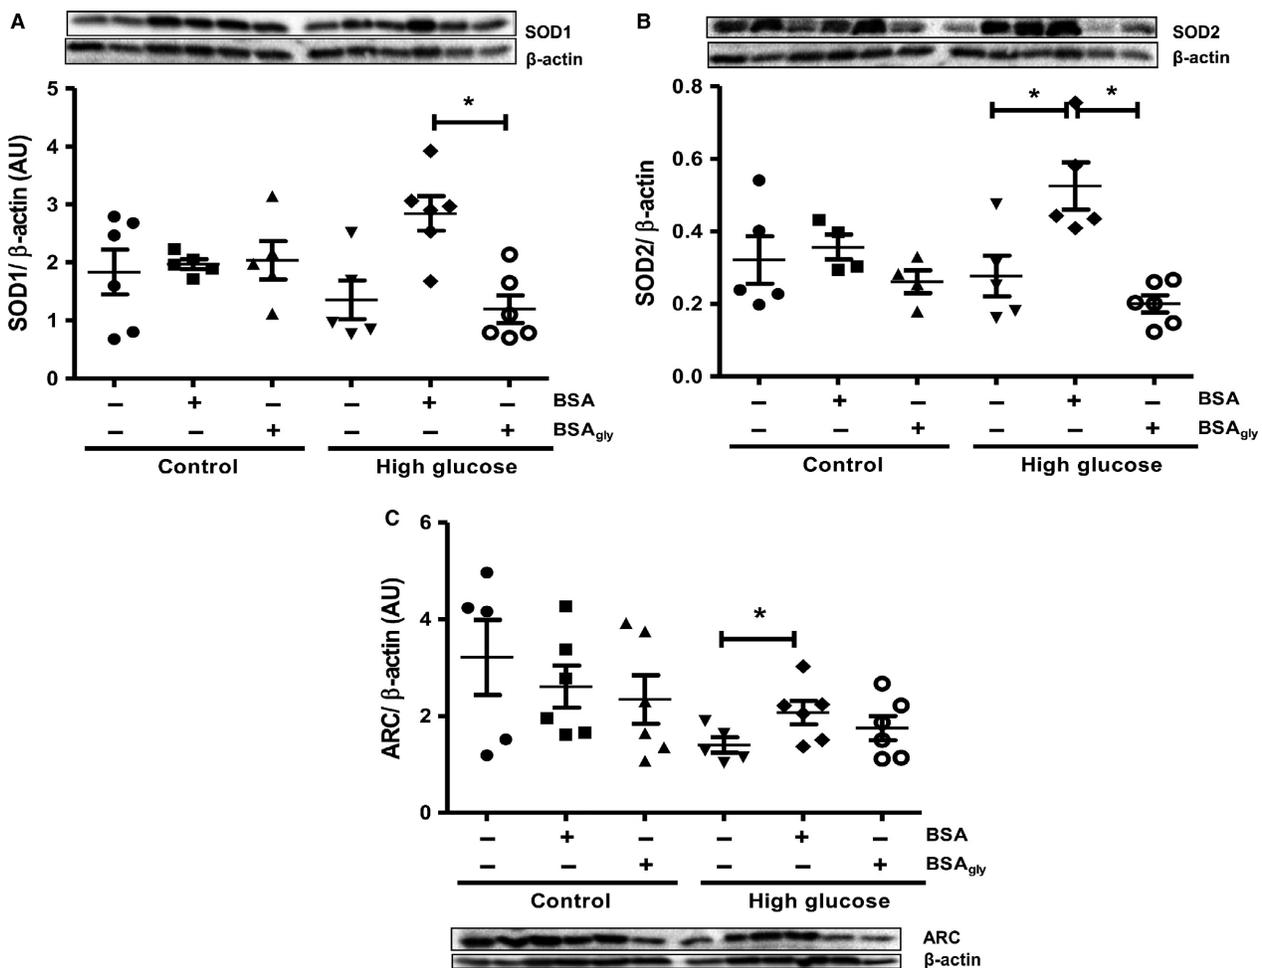 A
SOD1
β-actin
SOD1/ β-actin (AU)
5
4
3
2
1
0
*
– + – – + – BSA
– – + – – + BSAgly
Control High glucose
B
SOD2
β-actin
SOD2/ β-actin
0.8
0.6
0.4
0.2
0.0
* *
– + – – + – BSA
– – + – – + BSAgly
Control High glucose
C
ARC/ β-actin (AU)
6
4
2
0
*
– + – – + – BSA
– – + – – + BSAgly
Control High glucose
ARC
β-actin